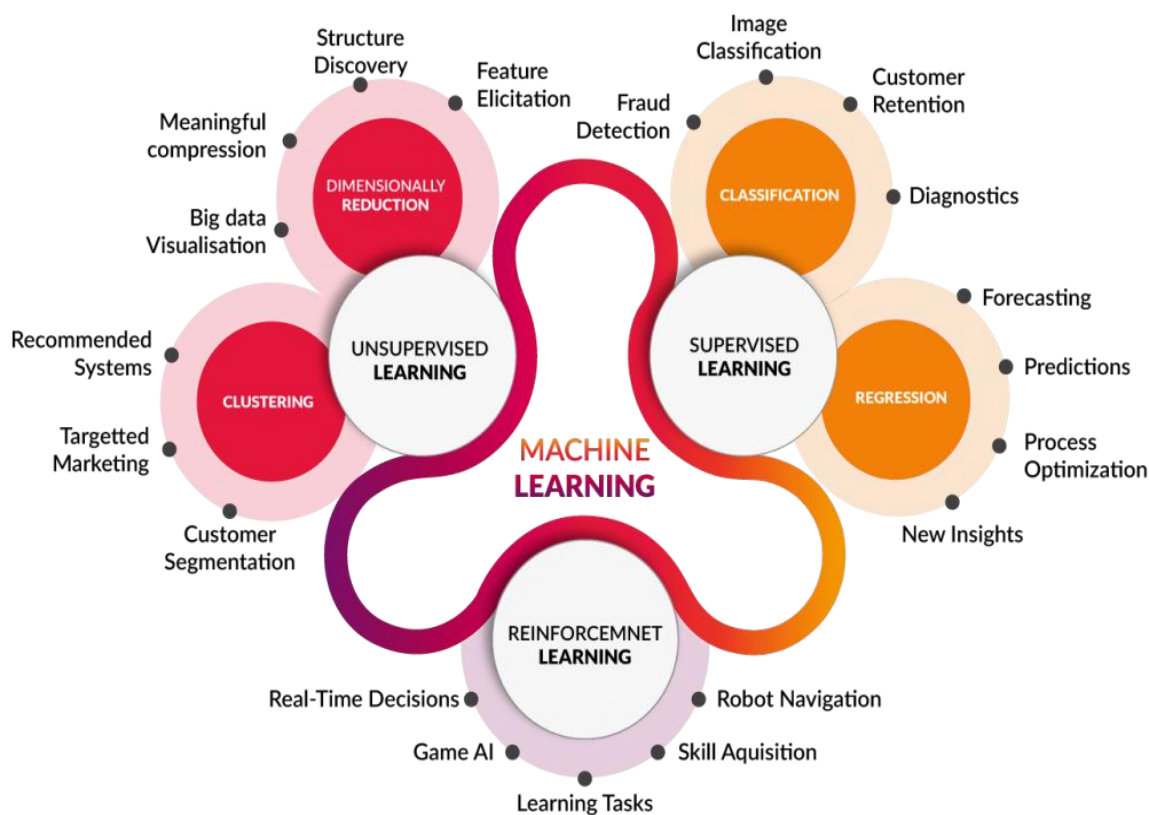 Structure
Discovery
Feature
Elicitation
Meaningful
compression
Big data
Visualisation
DIMENSIONALLY
REDUCTION
Recommended
Systems
Targetted
Marketing
Customer
Segmentation
CLUSTERING
UNSUPERVISED
LEARNING
Image
Classification
Customer
Retention
Fraud
Detection
Diagnostics
CLASSIFICATION
Forecasting
Predictions
Process
Optimization
New Insights
REGRESSION
SUPERVISED
LEARNING
MACHINE
LEARNING
REINFORCEMNET
LEARNING
Real-Time Decisions
Game AI
Learning Tasks
Skill Aquisition
Robot Navigation